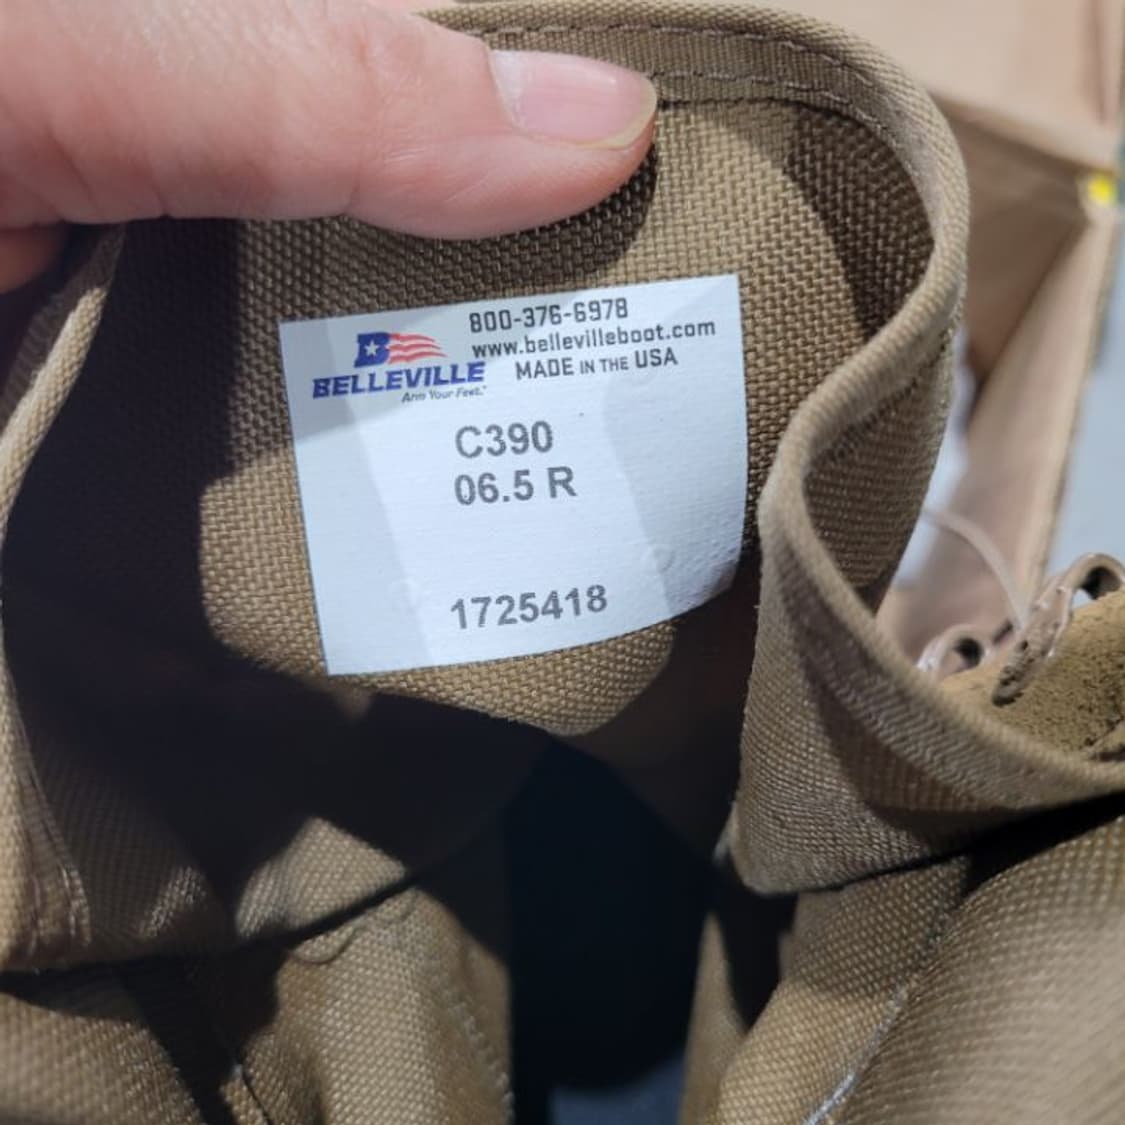 800-376-6978
www.bellevilleboot.com
MADE IN THE USA
B
BELLEVILLE
Arm Your Feet.
C390
06.5 R
1725418